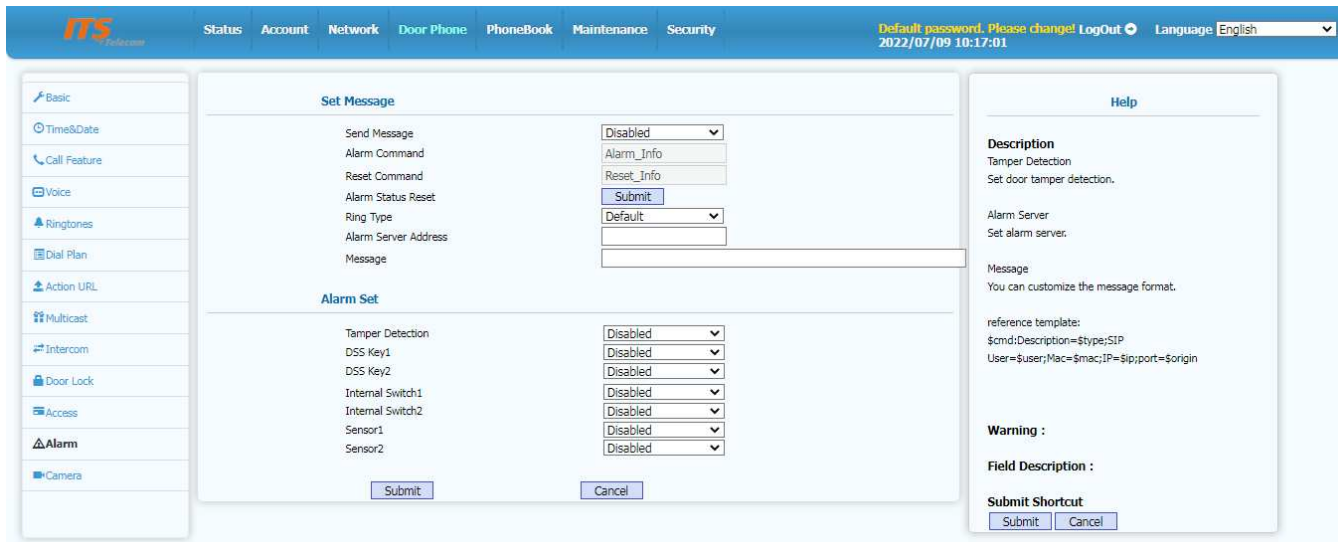 ITS
Telecom
Status Account Network Door Phone PhoneBook Maintenance Security
Default password. Please change! LogOut Language English
2022/07/09 10:17:01
Basic
Time&Date
Call Feature
Voice
Ringtones
Dial Plan
Action URL
Multicast
Intercom
Door Lock
Access
Alarm
Camera
Set Message
Send Message Disabled
Alarm Command Alarm_Info
Reset Command Reset_Info
Alarm Status Reset Submit
Ring Type Default
Alarm Server Address
Message
Alarm Set
Tamper Detection Disabled
DSS Key1 Disabled
DSS Key2 Disabled
Internal Switch1 Disabled
Internal Switch2 Disabled
Sensor1 Disabled
Sensor2 Disabled
Submit Cancel
Help
Description
Tamper Detection
Set door tamper detection.
Alarm Server
Set alarm server.
Message
You can customize the message format.
reference template:
$cmd:Description=$type;SIP
User=$user;Mac=$mac;IP=$ip;port=$origin
Warning :
Field Description :
Submit Shortcut
Submit Cancel